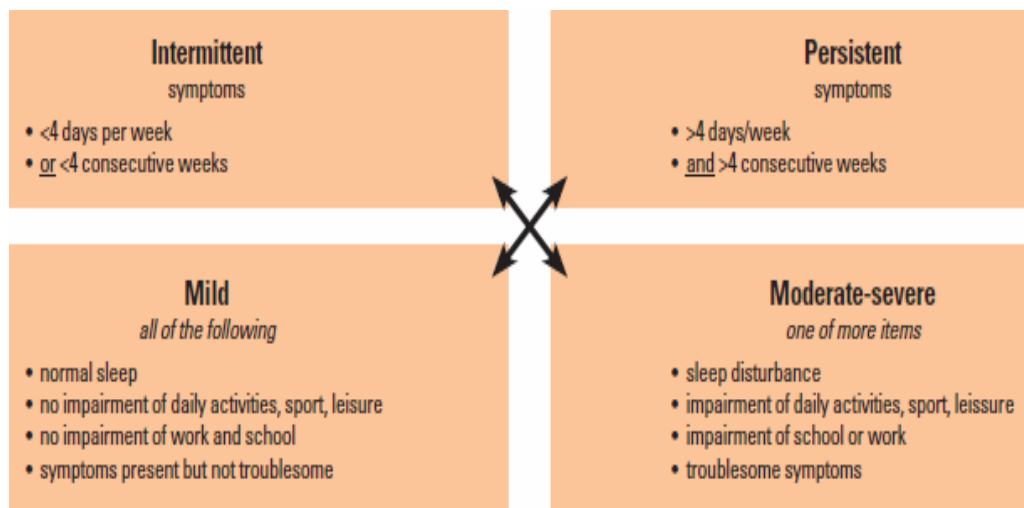 Intermittent
symptoms
• <4 days per week
• or <4 consecutive weeks
Persistent
symptoms
• >4 days/week
• and >4 consecutive weeks
Mild
all of the following
• normal sleep
• no impairment of daily activities, sport, leisure
• no impairment of work and school
• symptoms present but not troublesome
Moderate-severe
one of more items
• sleep disturbance
• impairment of daily activities, sport, leissure
• impairment of school or work
• troublesome symptoms